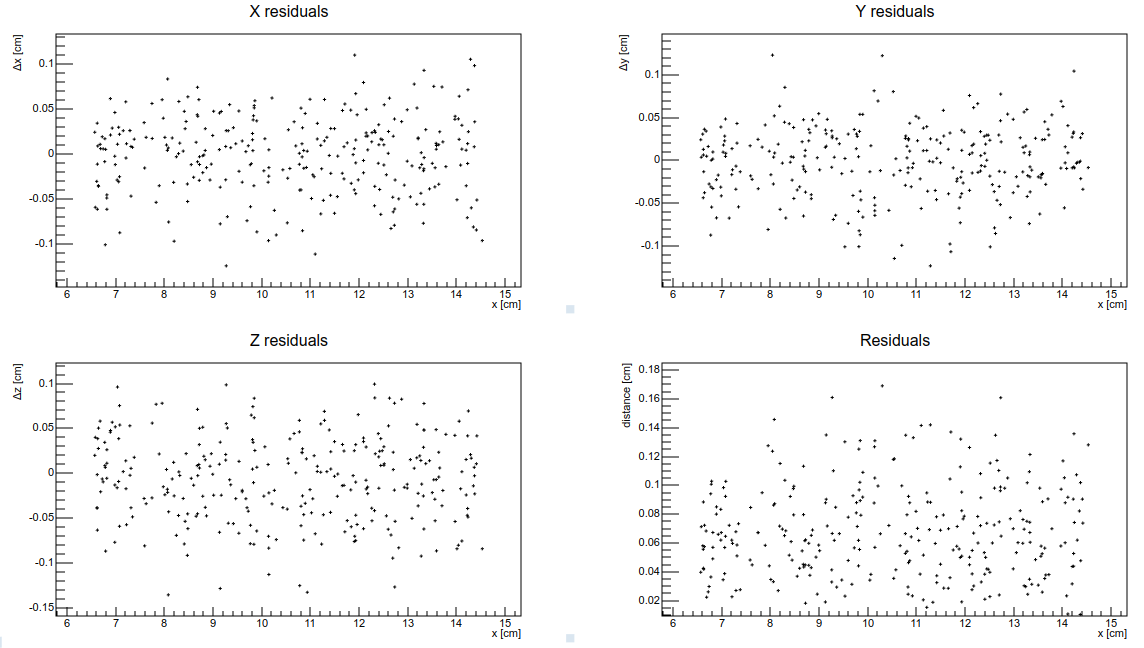 X residuals
Δx [cm]
0.1
0.05
0
-0.05
-0.1
6 7 8 9 10 11 12 13 14 15
x [cm]
Y residuals
Δy [cm]
0.1
0.05
0
-0.05
-0.1
6 7 8 9 10 11 12 13 14 15
x [cm]
Z residuals
Δz [cm]
0.1
0.05
0
-0.05
-0.1
-0.15
6 7 8 9 10 11 12 13 14 15
x [cm]
Residuals
distance [cm]
0.18
0.16
0.14
0.12
0.1
0.08
0.06
0.04
0.02
6 7 8 9 10 11 12 13 14 15
x [cm]